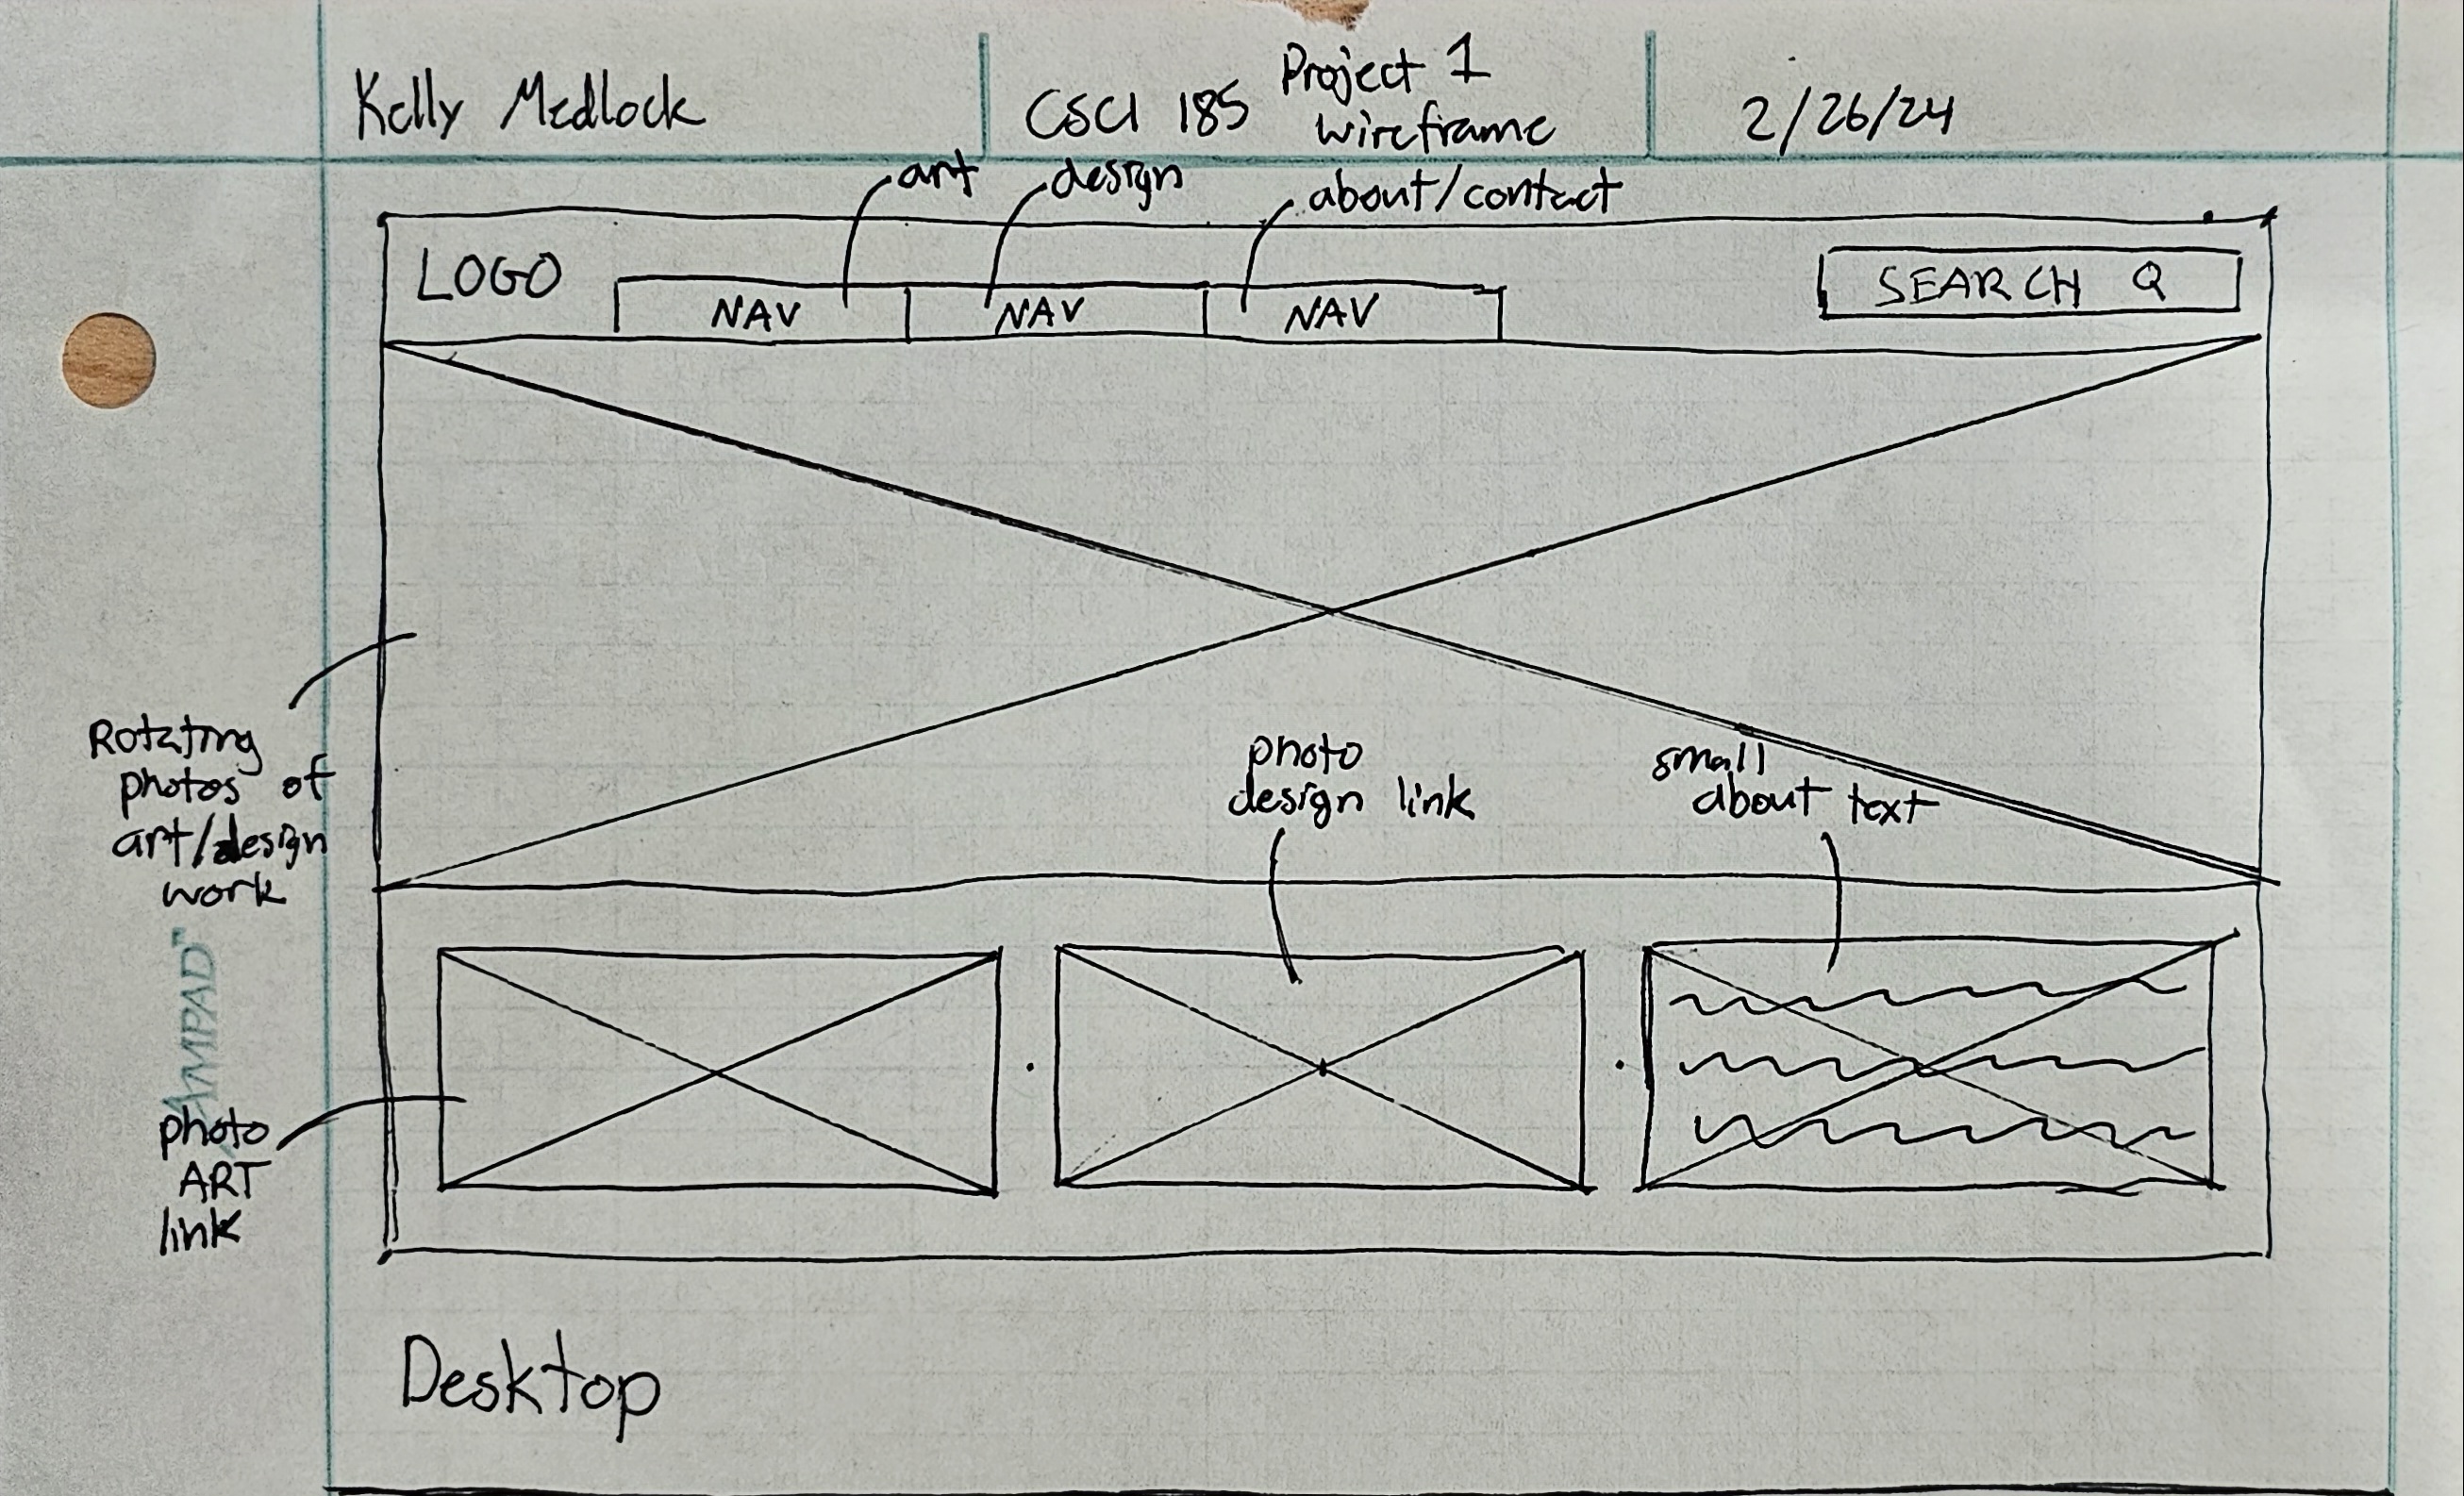 Kelly Medlock
CSCI 185
Project 1
Wireframe
2/26/24
art
design
about/contact
LOGO
NAV
NAV
NAV
SEARCH
Rotating
photos of
art/design
work
photo
design link
small
about text
AMPAD™
photo
ART
link
Desktop